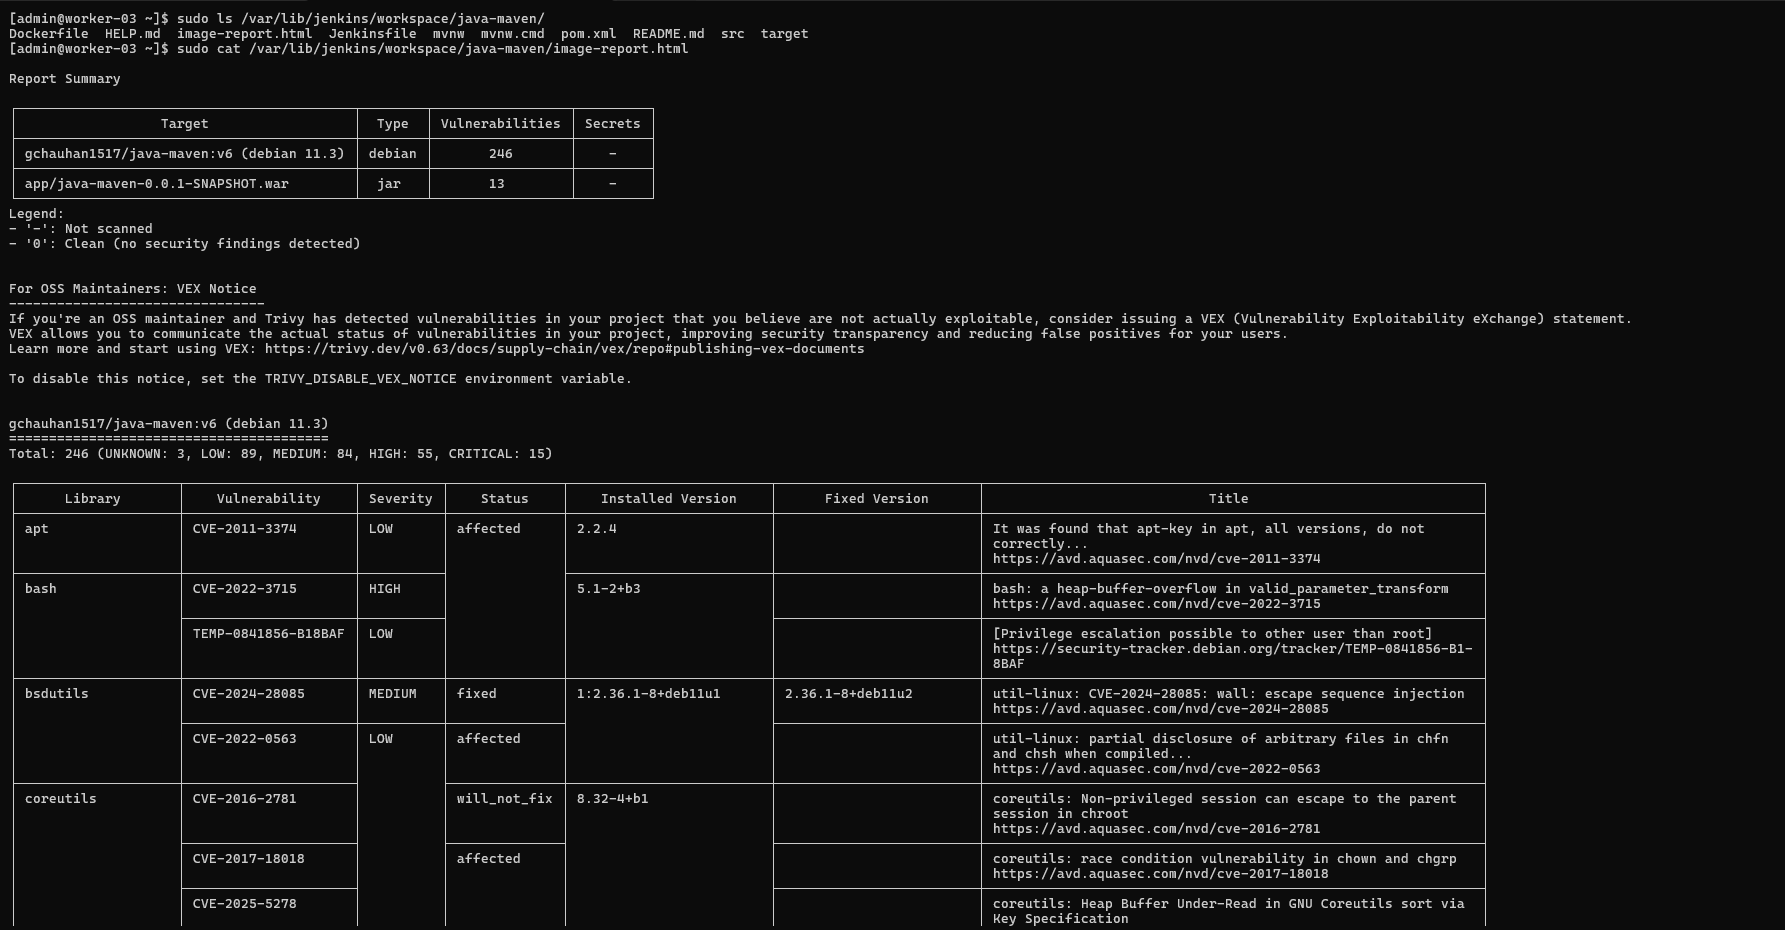 [admin@worker-03 ~]$ sudo ls /var/lib/jenkins/workspace/java-maven/
Dockerfile  HELP.md  image-report.html  Jenkinsfile  mvnw  mvnw.cmd  pom.xml  README.md  src  target
[admin@worker-03 ~]$ sudo cat /var/lib/jenkins/workspace/java-maven/image-report.html
Report Summary
Target Type Vulnerabilities Secrets
gchauhan1517/java-maven:v6 (debian 11.3) debian 246 -
app/java-maven-0.0.1-SNAPSHOT.war jar 13 -
Legend:
- '-': Not scanned
- '0': Clean (no security findings detected)
For OSS Maintainers: VEX Notice
--------------------------------
If you're an OSS maintainer and Trivy has detected vulnerabilities in your project that you believe are not actually exploitable, consider issuing a VEX (Vulnerability Exploitability eXchange) statement.
VEX allows you to communicate the actual status of vulnerabilities in your project, improving security transparency and reducing false positives for your users.
Learn more and start using VEX: https://trivy.dev/v0.63/docs/supply-chain/vex/repo#publishing-vex-documents
To disable this notice, set the TRIVY_DISABLE_VEX_NOTICE environment variable.
gchauhan1517/java-maven:v6 (debian 11.3)
========================================
Total: 246 (UNKNOWN: 3, LOW: 89, MEDIUM: 84, HIGH: 55, CRITICAL: 15)
Library Vulnerability Severity Status Installed Version Fixed Version Title
apt CVE-2011-3374 LOW affected 2.2.4 It was found that apt-key in apt, all versions, do not
correctly...
https://avd.aquasec.com/nvd/cve-2011-3374
bash CVE-2022-3715 HIGH 5.1-2+b3 bash: a heap-buffer-overflow in valid_parameter_transform
https://avd.aquasec.com/nvd/cve-2022-3715
TEMP-0841856-B18BAF LOW [Privilege escalation possible to other user than root]
https://security-tracker.debian.org/tracker/TEMP-0841856-B1-
8BAF
bsdutils CVE-2024-28085 MEDIUM fixed 1:2.36.1-8+deb11u1 2.36.1-8+deb11u2 util-linux: CVE-2024-28085: wall: escape sequence injection
https://avd.aquasec.com/nvd/cve-2024-28085
CVE-2022-0563 LOW affected util-linux: partial disclosure of arbitrary files in chfn
and chsh when compiled...
https://avd.aquasec.com/nvd/cve-2022-0563
coreutils CVE-2016-2781 will_not_fix 8.32-4+b1 coreutils: Non-privileged session can escape to the parent
session in chroot
https://avd.aquasec.com/nvd/cve-2016-2781
CVE-2017-18018 affected coreutils: race condition vulnerability in chown and chgrp
https://avd.aquasec.com/nvd/cve-2017-18018
CVE-2025-5278 coreutils: Heap Buffer Under-Read in GNU Coreutils sort via
Key Specification